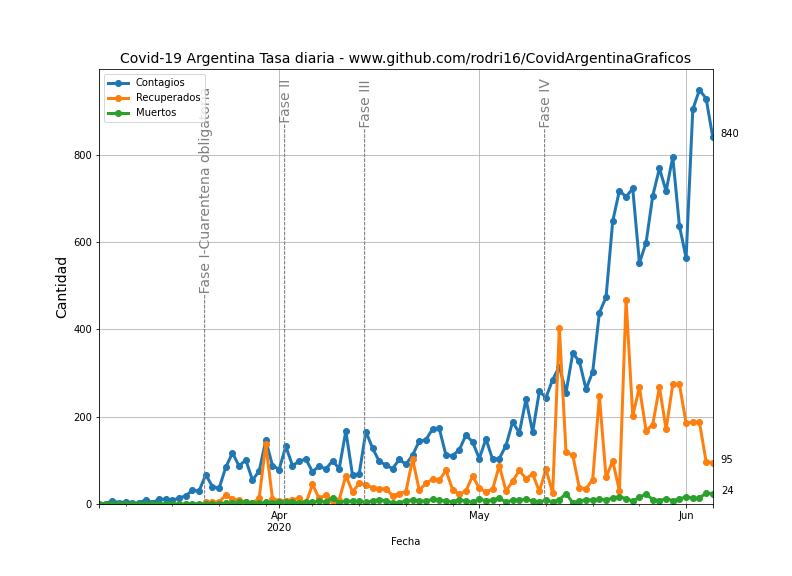 Covid-19 Argentina Tasa diaria - www.github.com/rodri16/CovidArgentinaGraficos
Contagios
Recuperados
Muertos
Fase I-Cuarentena obligatoria
Fase II
Fase III
Fase IV
Cantidad
800
600
400
200
0
840
95
24
Apr
2020
May
Jun
Fecha